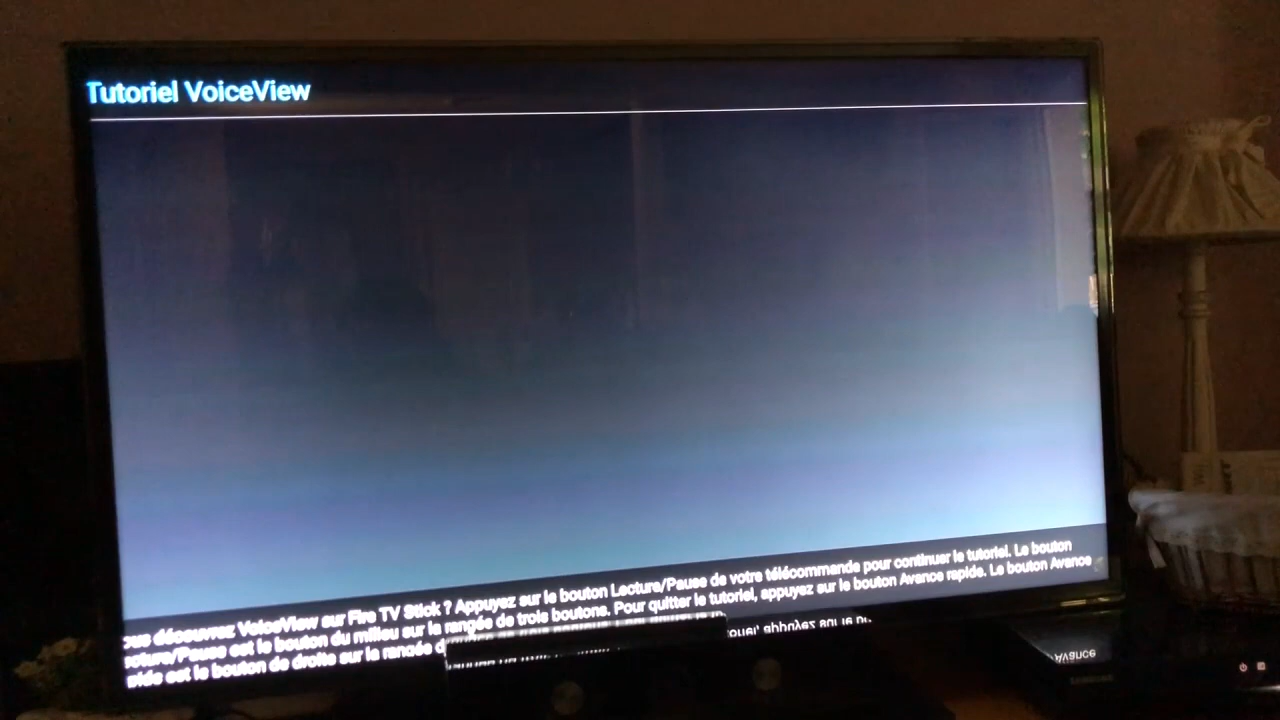 Tutoriel VoiceView
ous découvrez VoiceView sur Fire TV Stick ? Appuyez sur le bouton Lecture/Pause de votre télécommande pour continuer le tutoriel. Le bouton
ecture/Pause est le bouton du milieu sur la rangée de trois boutons. Pour quitter le tutoriel, appuyez sur le bouton Avance rapide. Le bouton Avance
pide est le bouton de droite sur la rangée d
SAMSUNG